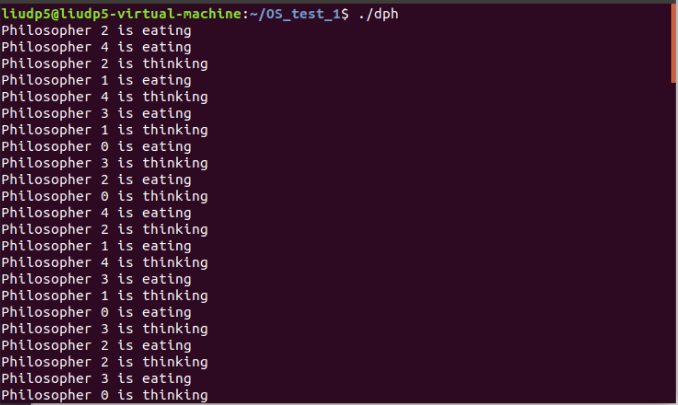 liudp5@liudp5-virtual-machine:~/OS_test_1$ ./dph
Philosopher 2 is eating
Philosopher 4 is eating
Philosopher 2 is thinking
Philosopher 1 is eating
Philosopher 4 is thinking
Philosopher 3 is eating
Philosopher 1 is thinking
Philosopher 0 is eating
Philosopher 3 is thinking
Philosopher 2 is eating
Philosopher 0 is thinking
Philosopher 4 is eating
Philosopher 2 is thinking
Philosopher 1 is eating
Philosopher 4 is thinking
Philosopher 3 is eating
Philosopher 1 is thinking
Philosopher 0 is eating
Philosopher 3 is thinking
Philosopher 2 is eating
Philosopher 2 is thinking
Philosopher 3 is eating
Philosopher 0 is thinking